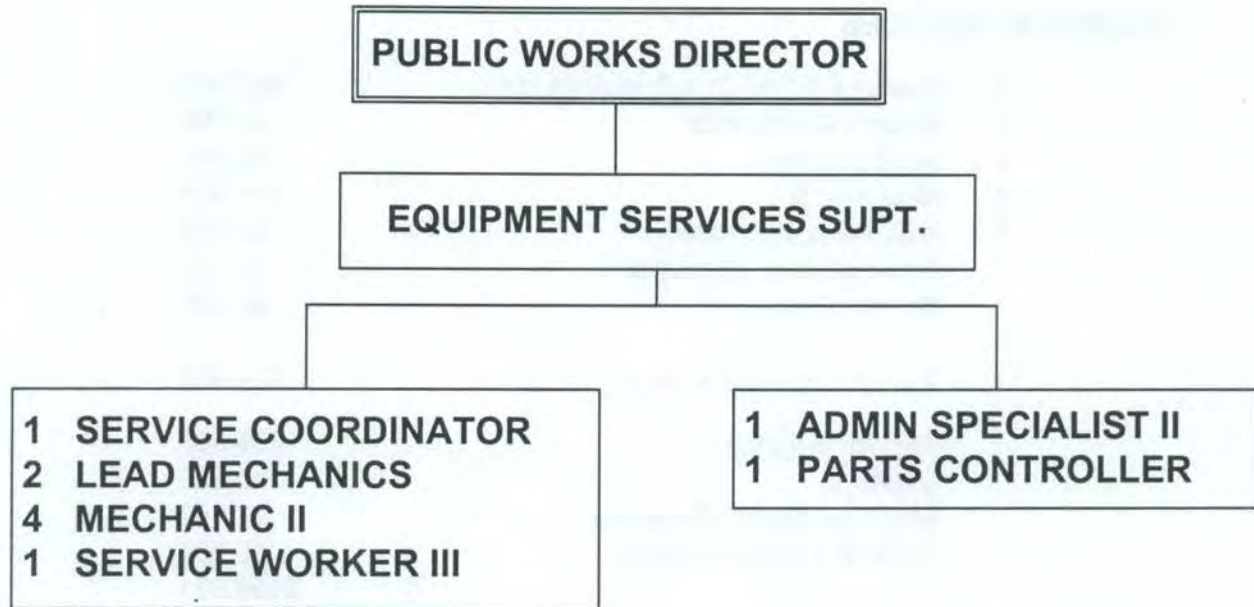 PUBLIC WORKS DIRECTOR
EQUIPMENT SERVICES SUPT.
1 SERVICE COORDINATOR
2 LEAD MECHANICS
4 MECHANIC II
1 SERVICE WORKER III
1 ADMIN SPECIALIST II
1 PARTS CONTROLLER